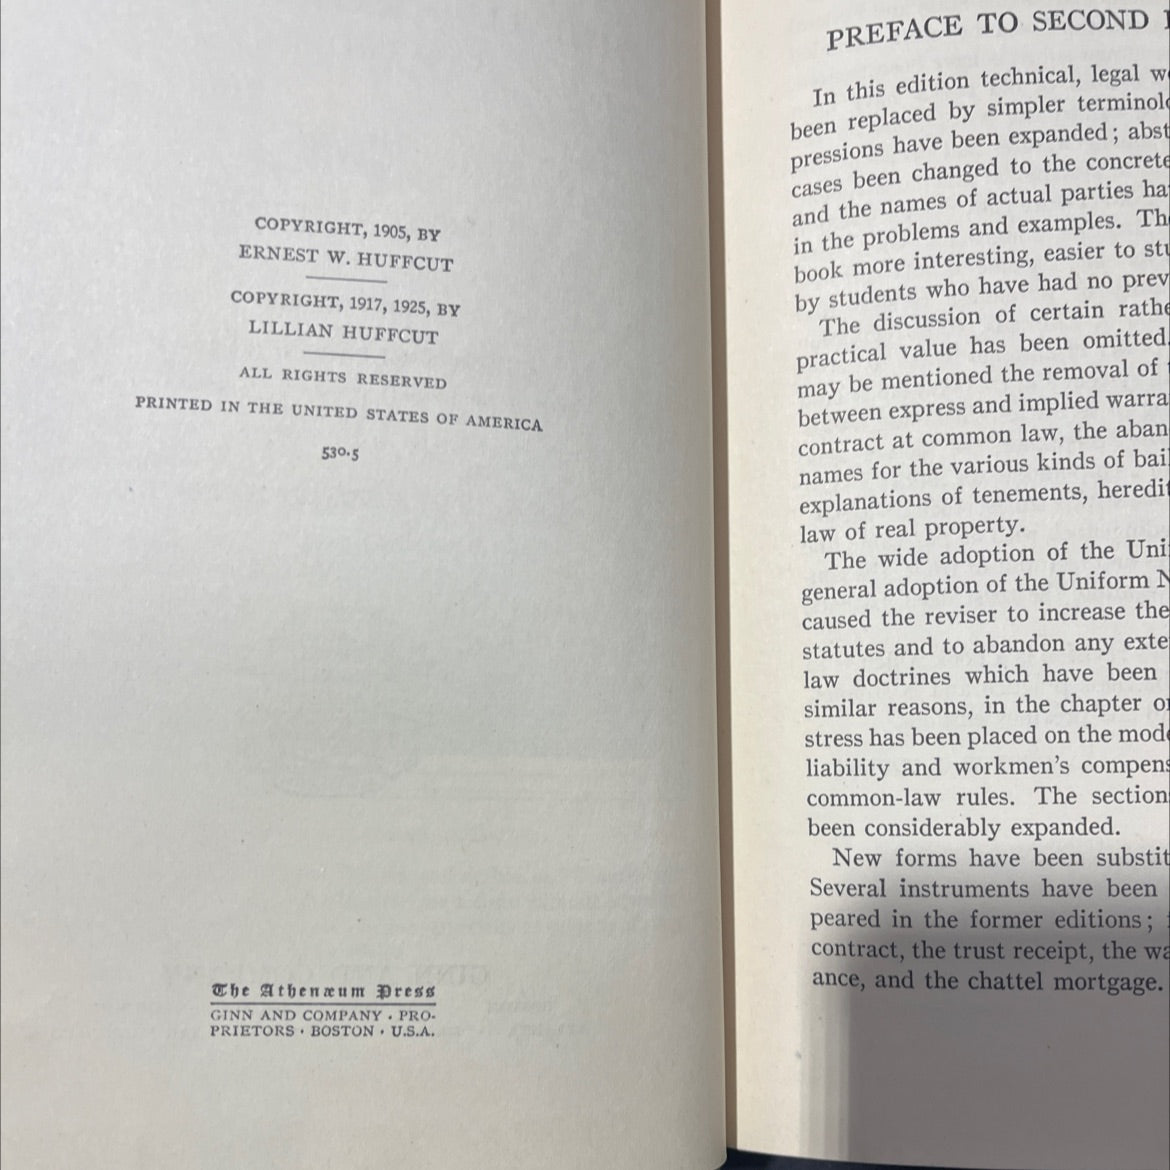 COPYRIGHT, 1905, BY
ERNEST W. HUFFCUT
COPYRIGHT, 1917, 1925, BY
LILLIAN HUFFCUT
ALL RIGHTS RESERVED
PRINTED IN THE UNITED STATES OF AMERICA
530.5
The Athenæum Press
GINN AND COMPANY · PRO-
PRIETORS · BOSTON · U.S.A.
PREFACE TO SECOND
In this edition technical, legal
been replaced by simpler
pressions have been expanded;
cases been changed to the concrete
and the names of actual parties
in the problems and examples.
book more interesting, easier to
by students who have had no
The discussion of certain
practical value has been omitted.
may be mentioned the removal of
between express and implied
contract at common law, the
names for the various kinds of
explanations of tenements,
law of real property.
The wide adoption of the
general adoption of the Uniform
caused the reviser to increase the
statutes and to abandon any
law doctrines which have been
similar reasons, in the chapter
stress has been placed on the
liability and workmen's
common-law rules. The
been considerably expanded.
New forms have been
Several instruments have been
peared in the former editions;
contract, the trust receipt, the
ance, and the chattel mortgage.